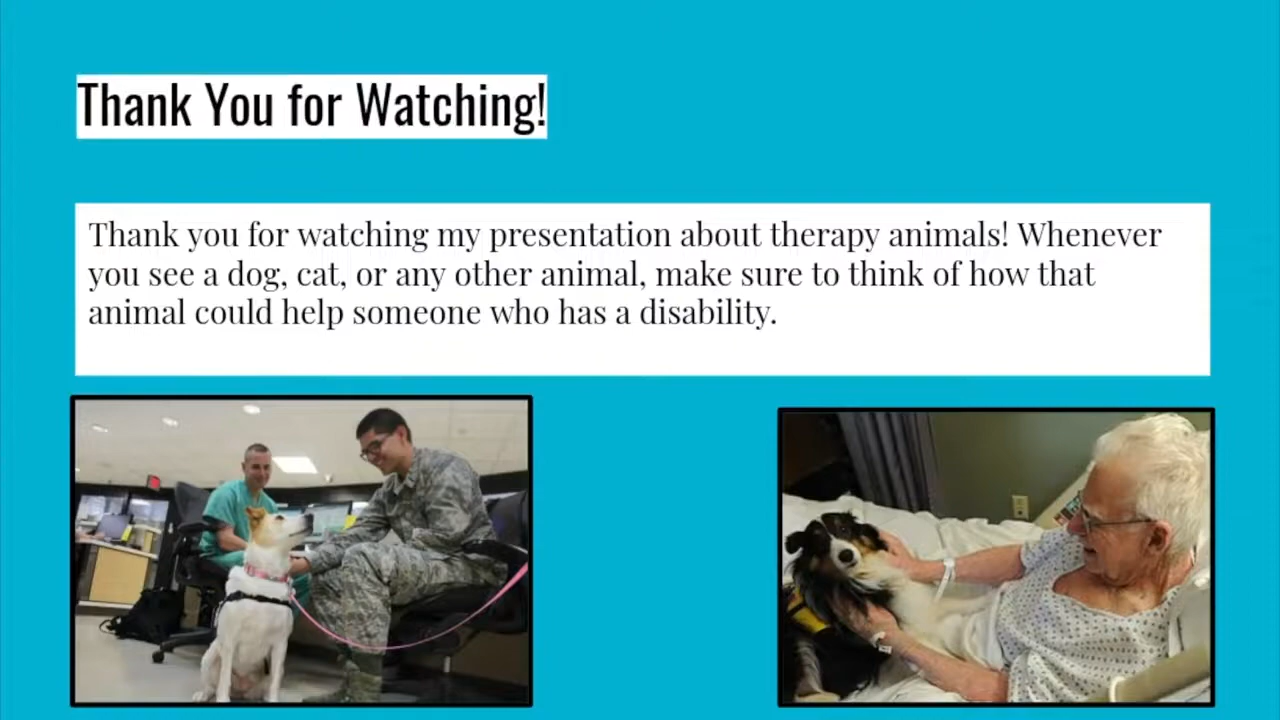 Thank You for Watching!
Thank you for watching my presentation about therapy animals! Whenever
you see a dog, cat, or any other animal, make sure to think of how that
animal could help someone who has a disability.